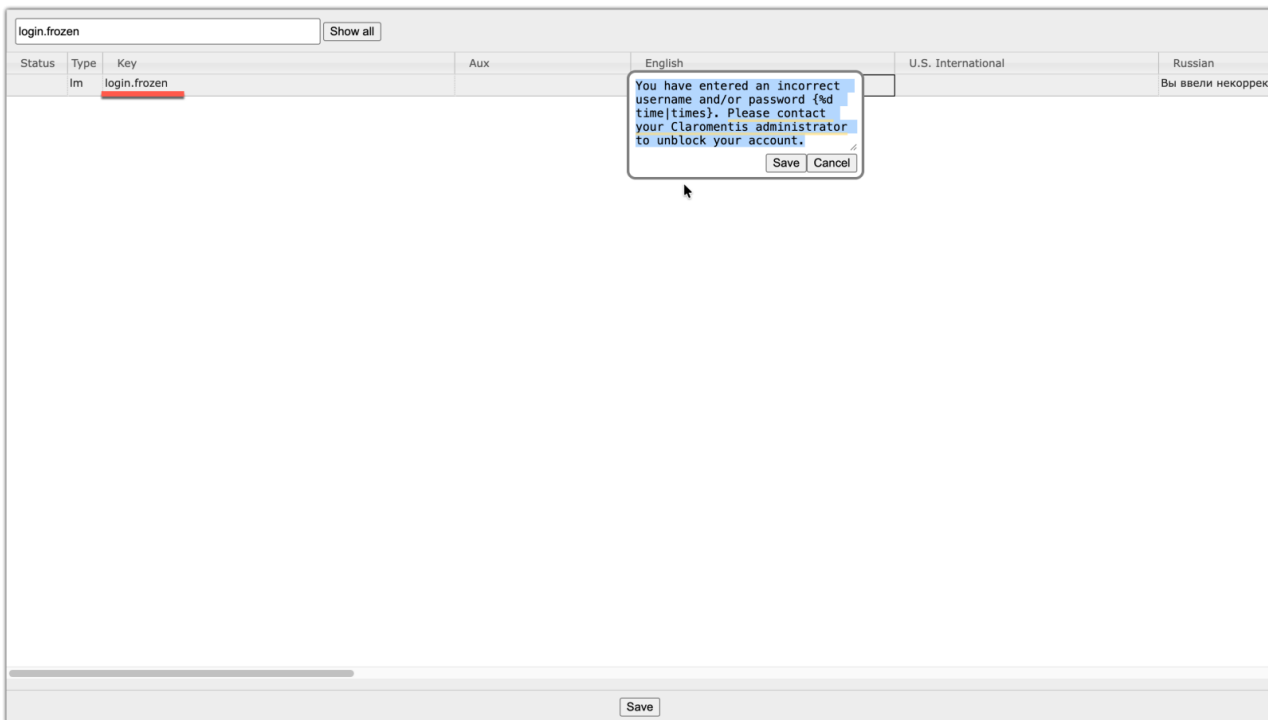 login.frozen Show all
Status Type Key Aux English U.S. International Russian
lm login.frozen Вы ввели некоррек
You have entered an incorrect
username and/or password {%d
time|times}. Please contact
your Claromentis administrator
to unblock your account.
Save Cancel
Save